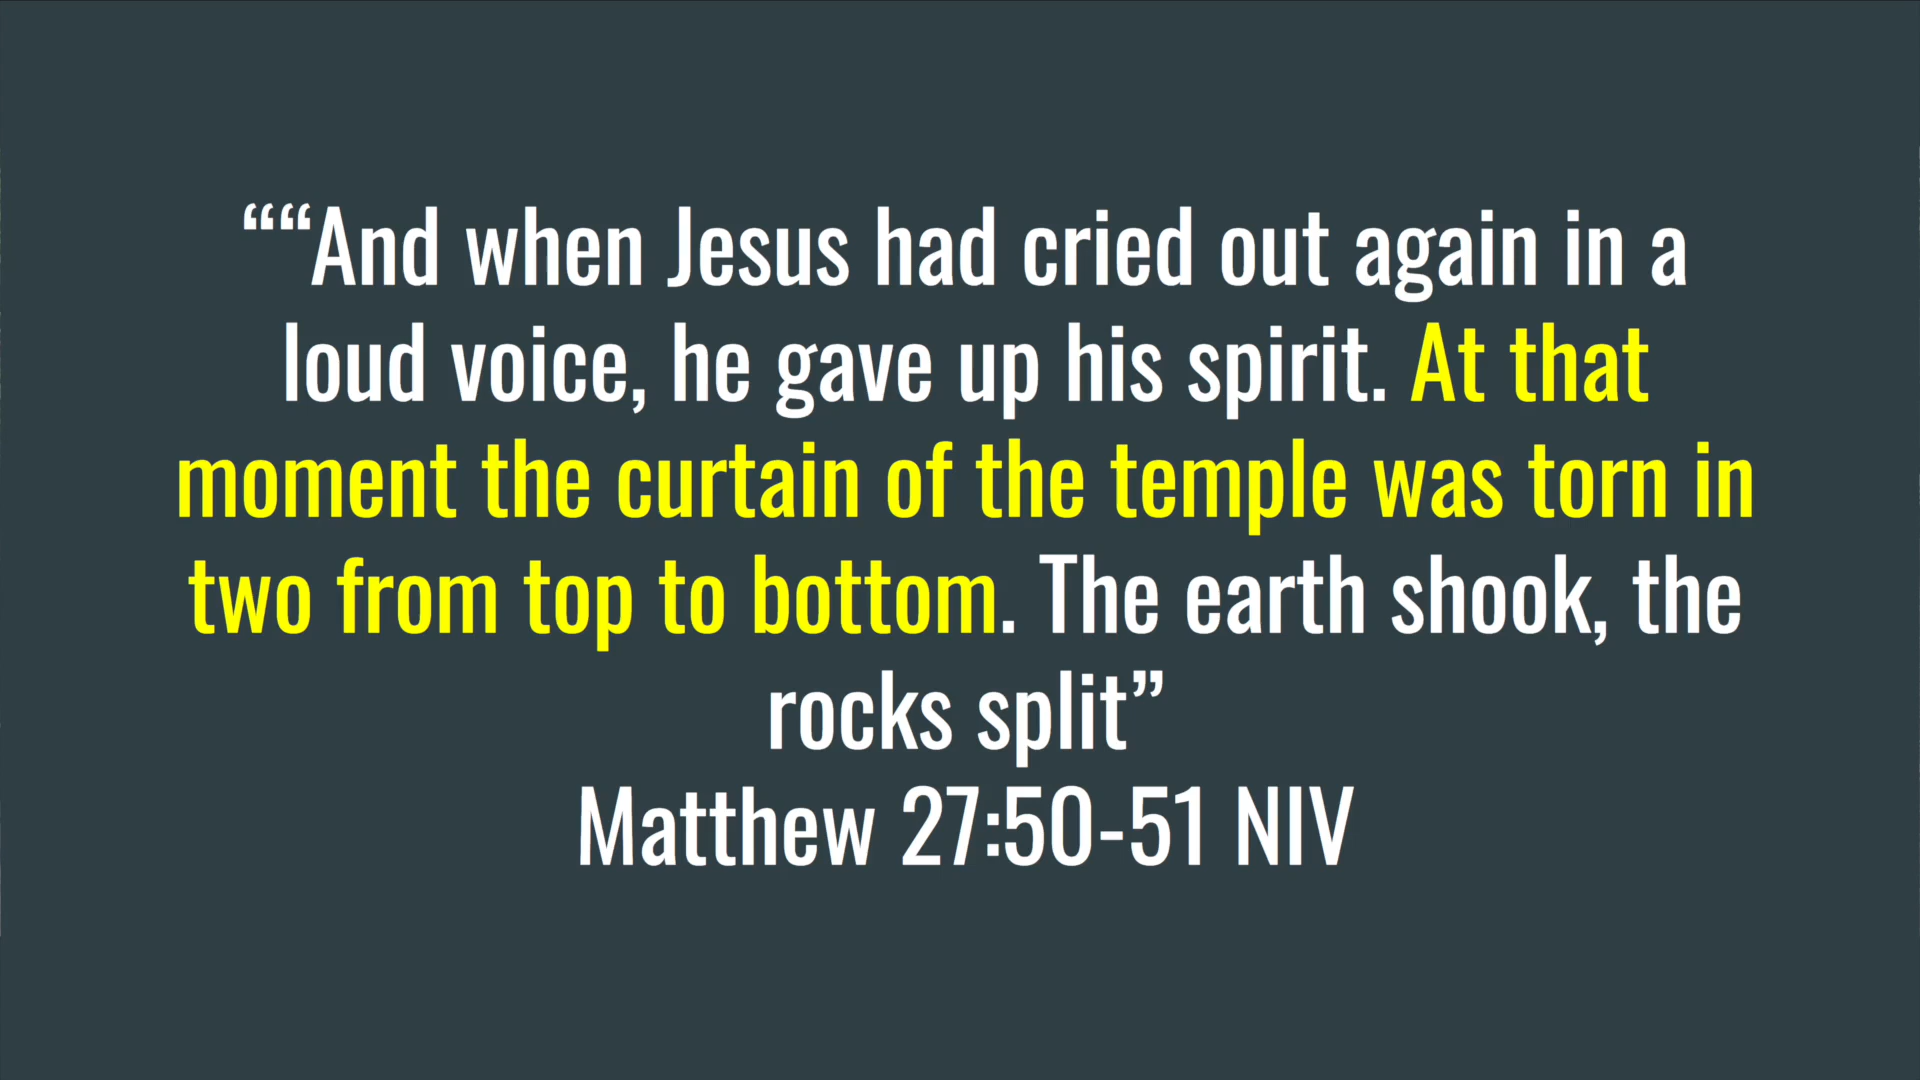 ““And when Jesus had cried out again in a
loud voice, he gave up his spirit. At that
moment the curtain of the temple was torn in
two from top to bottom. The earth shook, the
rocks split”
Matthew 27:50-51 NIV